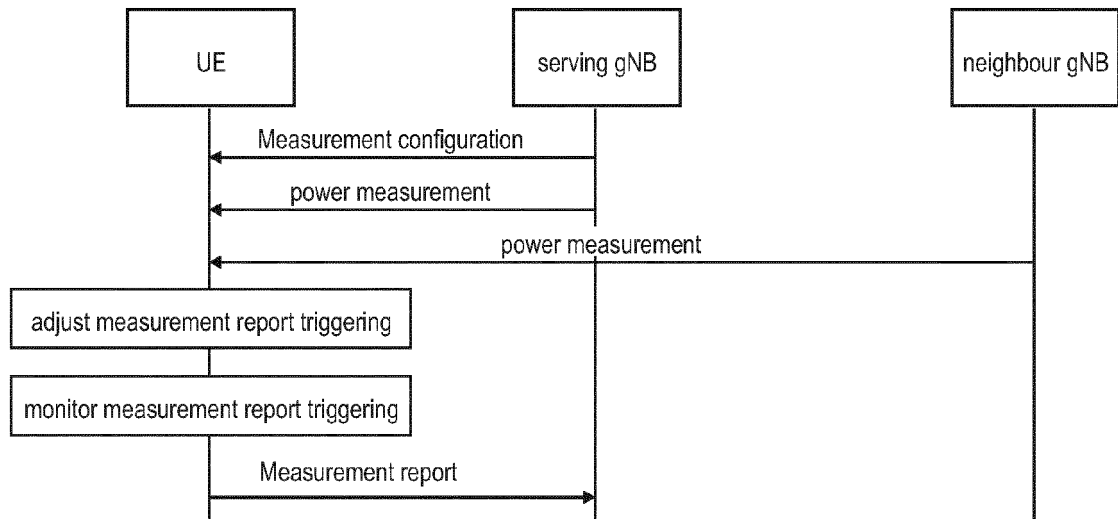 UE
serving gNB
neighbour gNB
Measurement configuration
power measurement
power measurement
adjust measurement report triggering
monitor measurement report triggering
Measurement report